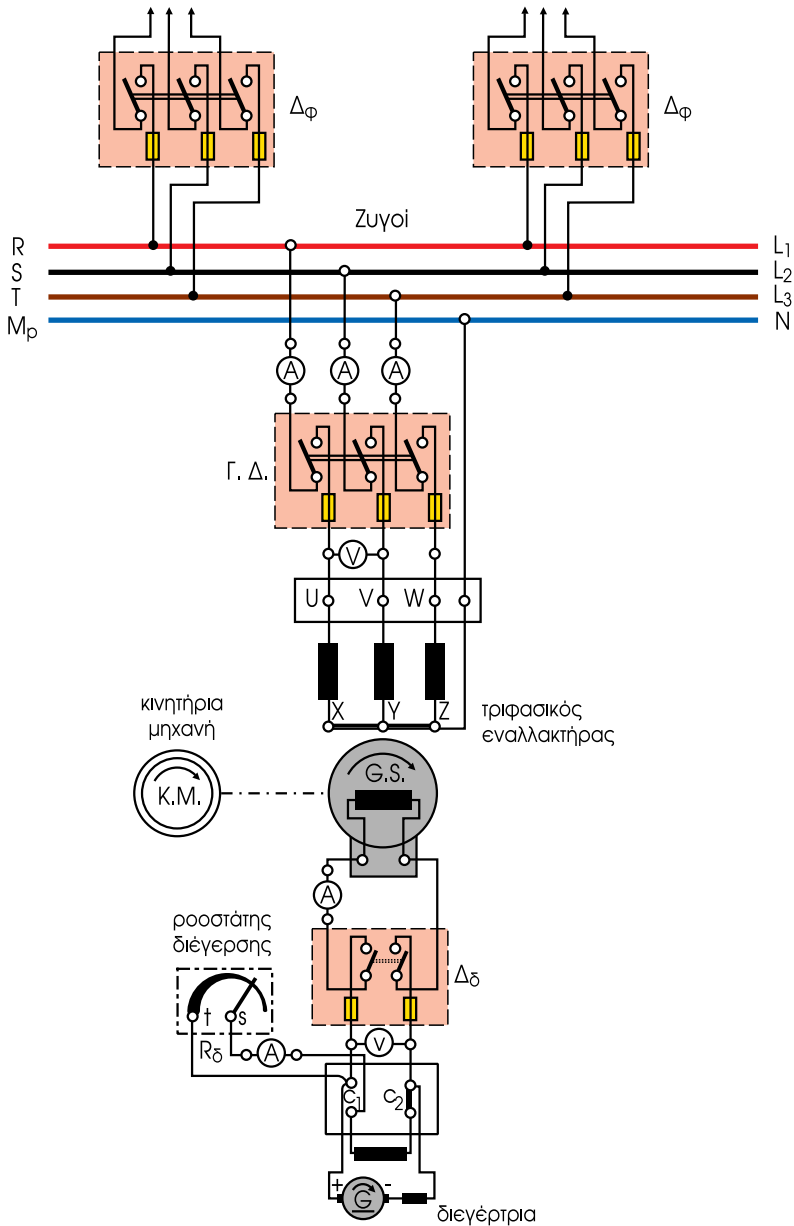 Δφ
Δφ
Ζυγοί
R
L1
S
L2
T
L3
Mp
N
A
A
A
Γ. Δ.
V
U
V
W
X
Y
Z
κινητήρια
μηχανή
τριφασικός
εναλλακτήρας
G.S.
Κ.Μ.
A
ροοστάτης
διέγερσης
Δδ
t
s
Rδ
A
V
C1
C2
+
-
G
διεγέρτρια